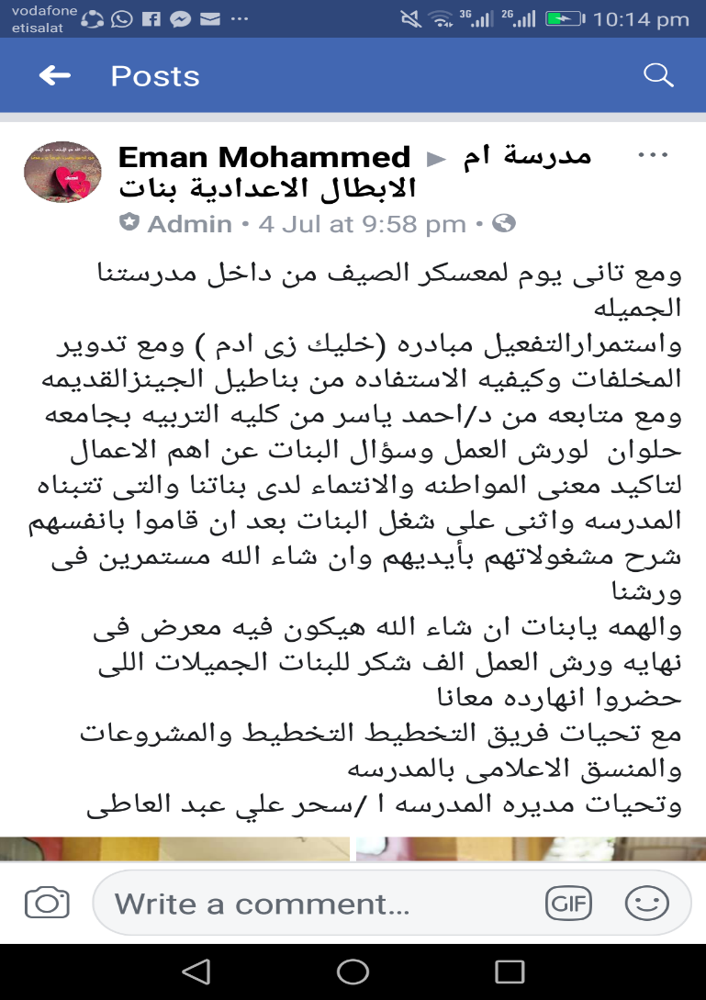 vodafone
etisalat
3G
2G
10:14 pm
Posts
Eman Mohammed ▸ مدرسة ام
الابطال الاعدادية بنات
Admin • 4 Jul at 9:58 pm •
ومع تانى يوم لمعسكر الصيف من داخل مدرستنا
الجميله
واستمرارالتفعيل مبادره (خليك زى ادم ) ومع تدوير
المخلفات وكيفيه الاستفاده من بناطيل الجينزالقديمه
ومع متابعه من د/احمد ياسر من كليه التربيه بجامعه
حلوان لورش العمل وسؤال البنات عن اهم الاعمال
لتاكيد معنى المواطنه والانتماء لدى بناتنا والتى تتبناه
المدرسه واثنى على شغل البنات بعد ان قاموا بانفسهم
شرح مشغولاتهم بأيديهم وان شاء الله مستمرين فى
ورشنا
والهمه يابنات ان شاء الله هيكون فيه معرض فى
نهايه ورش العمل الف شكر للبنات الجميلات اللى
حضروا انهارده معانا
مع تحيات فريق التخطيط التخطيط والمشروعات
والمنسق الاعلامى بالمدرسه
وتحيات مديره المدرسه ا /سحر علي عبد العاطى
Write a comment...
GIF